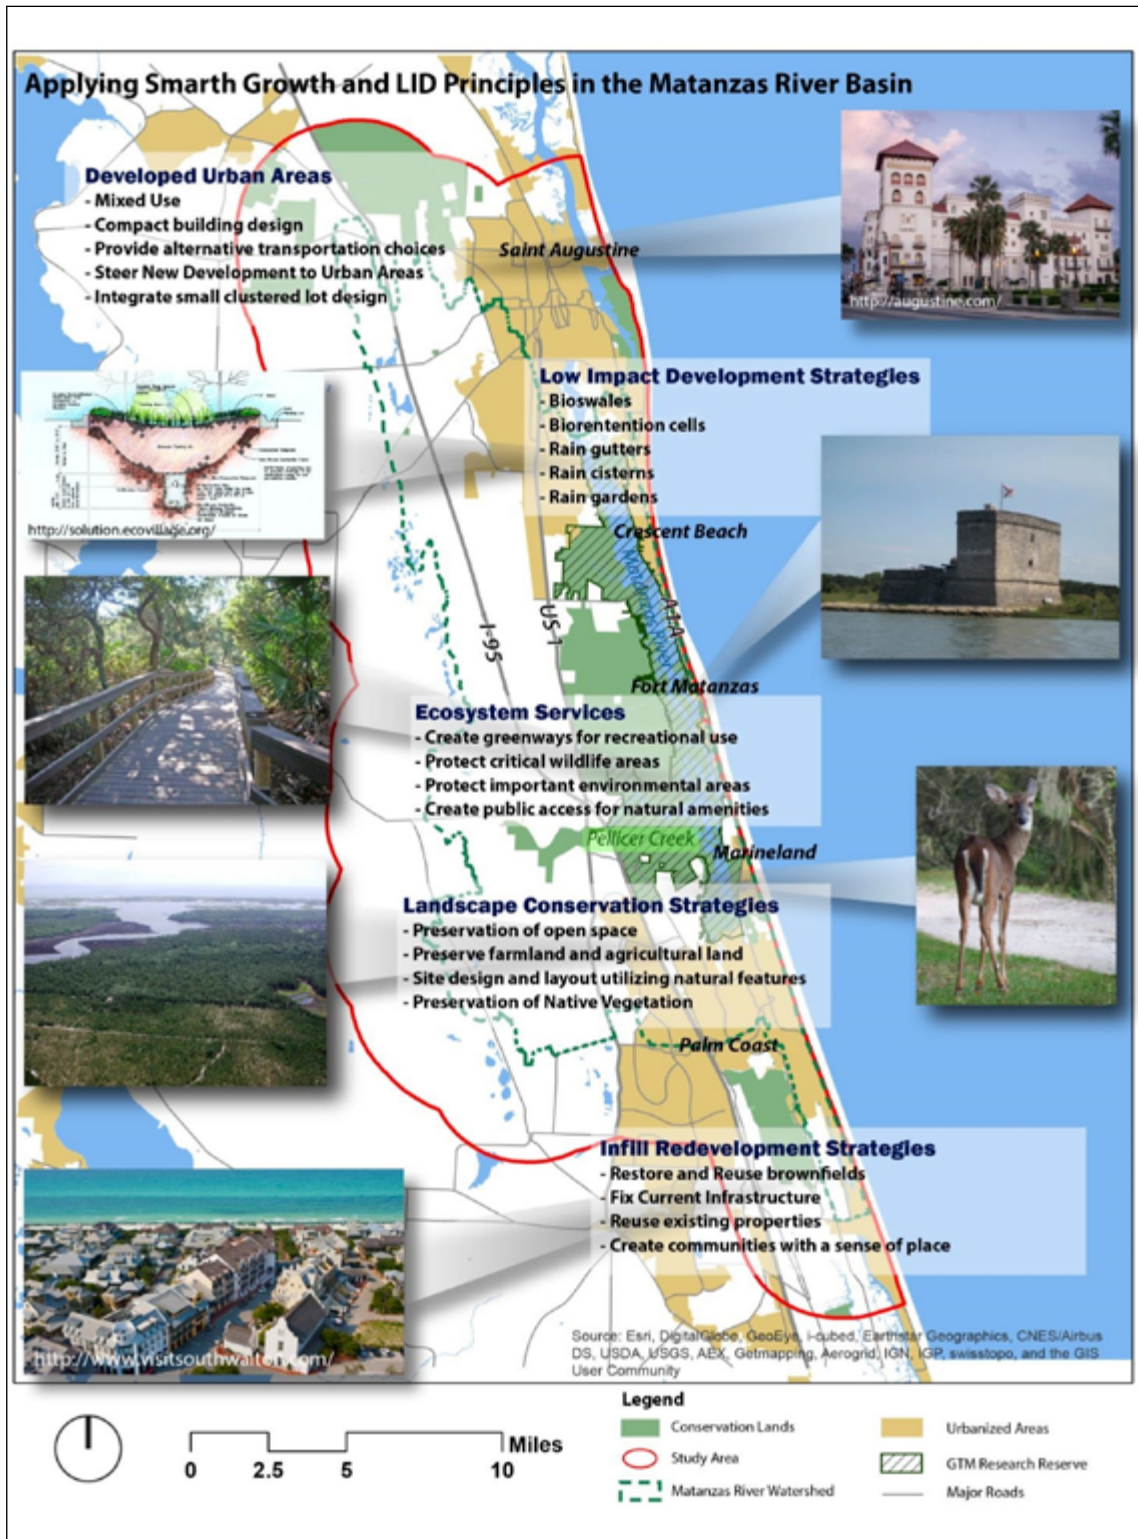 Applying Smarth Growth and LID Principles in the Matanzas River Basin
Developed Urban Areas
- Mixed Use
- Compact building design
- Provide alternative transportation choices
- Steer New Development to Urban Areas
- Integrate small clustered lot design
Saint Augustine
http://augustine.com/
Low Impact Development Strategies
- Bioswales
- Biorentention cells
- Rain gutters
- Rain cisterns
- Rain gardens
http://solution.ecovillage.org/
Crescent Beach
A1A
US 1
I-95
Fort Matanzas
Ecosystem Services
- Create greenways for recreational use
- Protect critical wildlife areas
- Protect important environmental areas
- Create public access for natural amenities
Pellicer Creek
Marineland
Landscape Conservation Strategies
- Preservation of open space
- Preserve farmland and agricultural land
- Site design and layout utilizing natural features
- Preservation of Native Vegetation
Palm Coast
Infill Redevelopment Strategies
- Restore and Reuse brownfields
- Fix Current Infrastructure
- Reuse existing properties
- Create communities with a sense of place
http://www.visitsouthwalton.com/
Source: Esri, DigitalGlobe, GeoEye, i-cubed, Earthstar Geographics, CNES/Airbus
DS, USDA, USGS, AEX, Getmapping, Aerogrid, IGN, IGP, swisstopo, and the GIS
User Community
Legend
Conservation Lands
Urbanized Areas
Study Area
GTM Research Reserve
Matanzas River Watershed
Major Roads
Miles
0 2.5 5 10